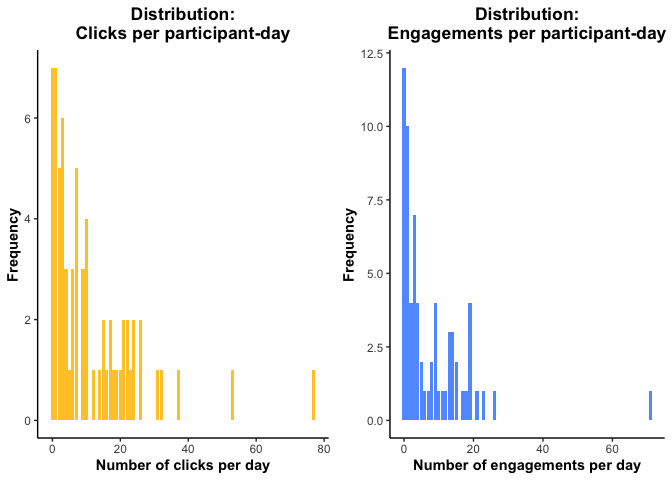 Distribution:
Clicks per participant-day
Frequency
6
4
2
0
0
20
40
60
80
Number of clicks per day
Distribution:
Engagements per participant-day
Frequency
12.5
10.0
7.5
5.0
2.5
0.0
0
20
40
60
Number of engagements per day